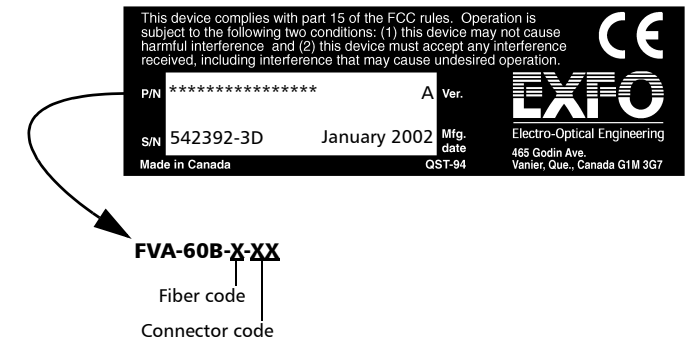 This device complies with part 15 of the FCC rules. Operation is
subject to the following two conditions: (1) this device may not cause
harmful interference and (2) this device must accept any interference
received, including interference that may cause undesired operation.
CE
P/N *************** A Ver.
EXFO
S/N 542392-3D January 2002 Mfg. date
Electro-Optical Engineering
465 Godin Ave.
Made in Canada QST-94 Vanier, Que., Canada G1M 3G7
FVA-60B-X-XX
Fiber code
Connector code